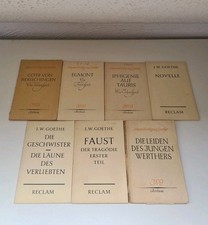 GÖTZ VON
BERLICHINGEN
EGMONT
IPHIGENIE AUF
TAURIS
J. W. GOETHE
NOVELLE
RECLAM
J. W. GOETHE
DIE
GESCHWISTER
DIE LAUNE DES
VERLIEBTEN
RECLAM
J. W. GOETHE
FAUST
DER TRAGÖDIE
ERSTER
TEIL
RECLAM
DIE LEIDEN
DES JUNGEN
WERTHERS